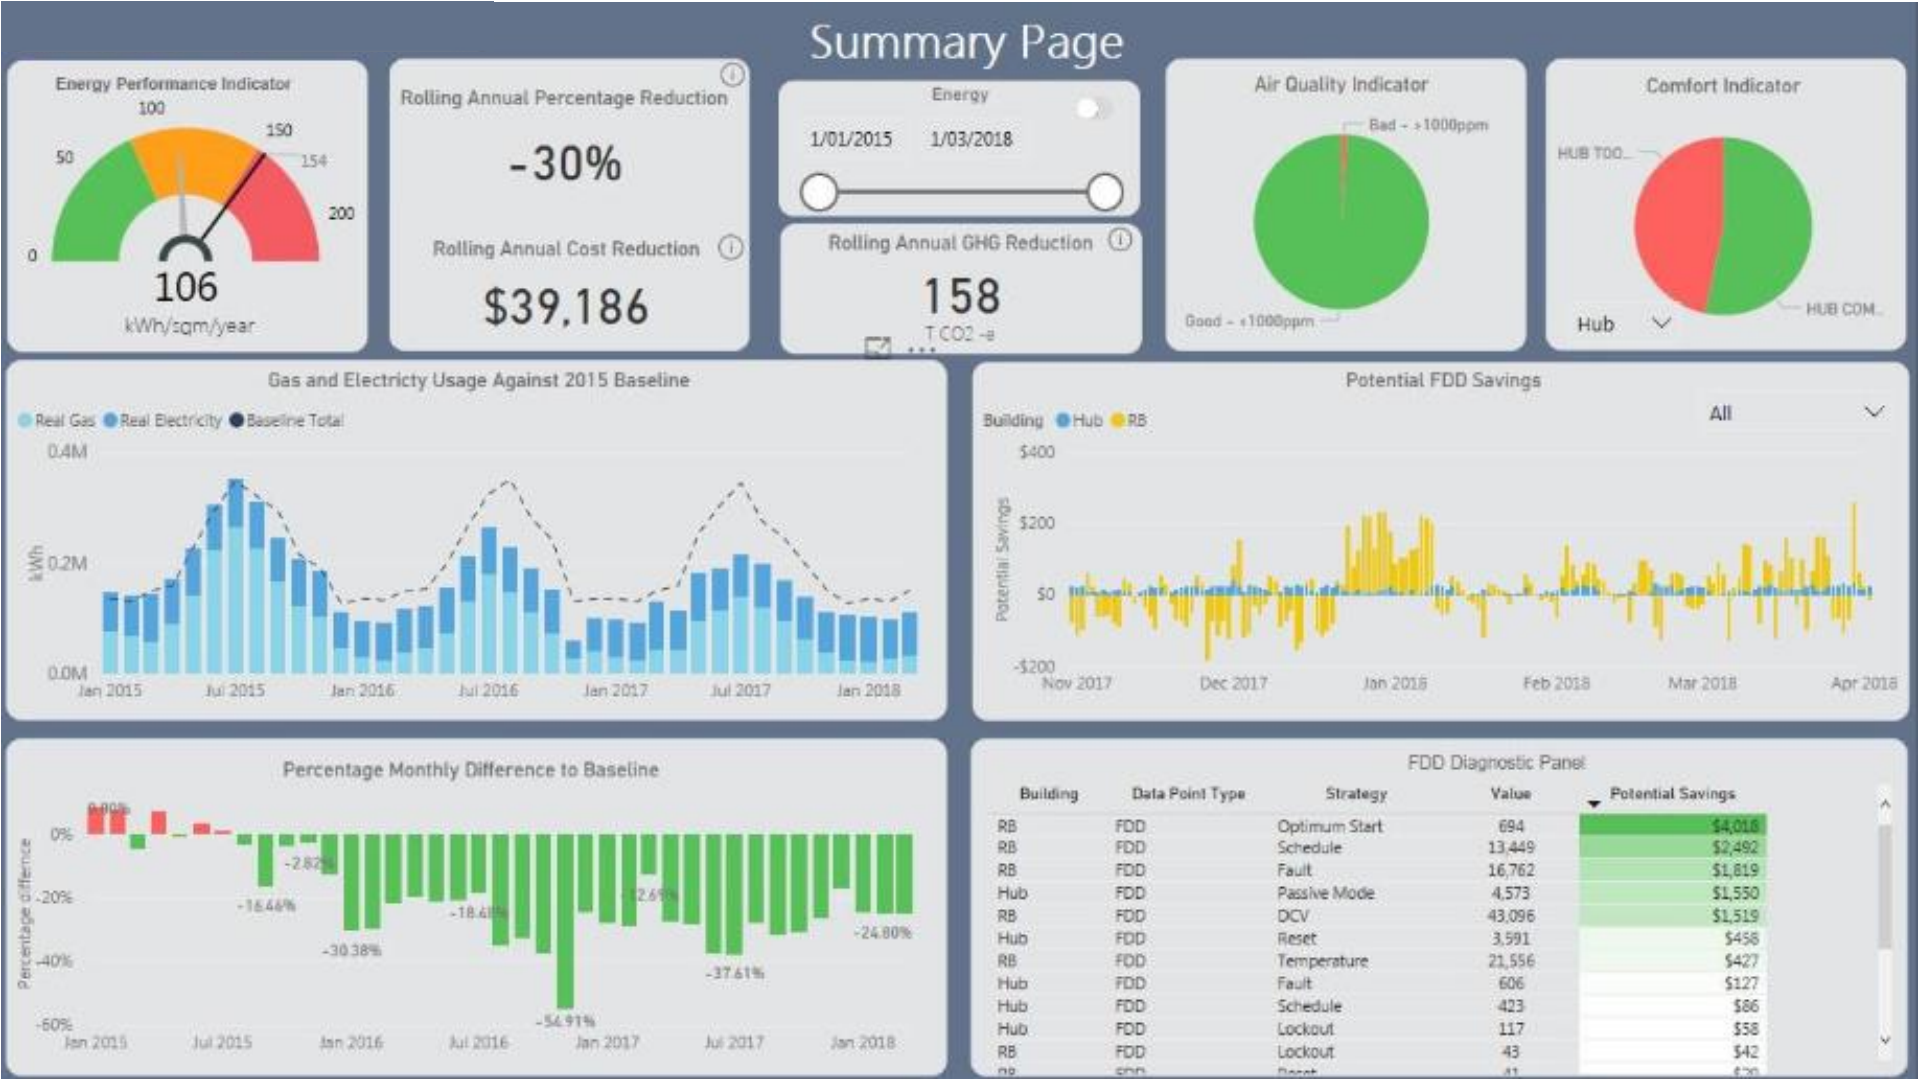 Summary Page
Energy Performance Indicator
0
50
100
150
154
200
106
kWh/sqm/year
Rolling Annual Percentage Reduction
-30%
Rolling Annual Cost Reduction
$39,186
Energy
1/01/2015 1/03/2018
Rolling Annual GHG Reduction
158
T CO2 -e
Air Quality Indicator
Bad - >1000ppm
Good - <1000ppm
Comfort Indicator
HUB TOO...
HUB COM...
Hub
Gas and Electricty Usage Against 2015 Baseline
Real Gas Real Electricity Baseline Total
kWh
0.4M
0.2M
0.0M
Jan 2015 Jul 2015 Jan 2016 Jul 2016 Jan 2017 Jul 2017 Jan 2018
Potential FDD Savings
All
Building Hub RB
Potential Savings
$400
$200
$0
-$200
Nov 2017 Dec 2017 Jan 2018 Feb 2018 Mar 2018 Apr 2018
Percentage Monthly Difference to Baseline
Percentage difference
0%
-20%
-40%
-60%
-16.46%
-2.82%
-30.38%
-54.91%
-37.61%
-24.80%
Jan 2015 Jul 2015 Jan 2016 Jul 2016 Jan 2017 Jul 2017 Jan 2018
FDD Diagnostic Panel
Building Data Point Type Strategy Value Potential Savings
RB FDD Optimum Start 694 $4,018
RB FDD Schedule 13,449 $2,492
RB FDD Fault 16,762 $1,819
Hub FDD Passive Mode 4,573 $1,550
RB FDD DCV 43,096 $1,519
Hub FDD Reset 3,591 $458
RB FDD Temperature 21,556 $427
Hub FDD Fault 606 $127
Hub FDD Schedule 423 $86
Hub FDD Lockout 117 $58
RB FDD Lockout 43 $42